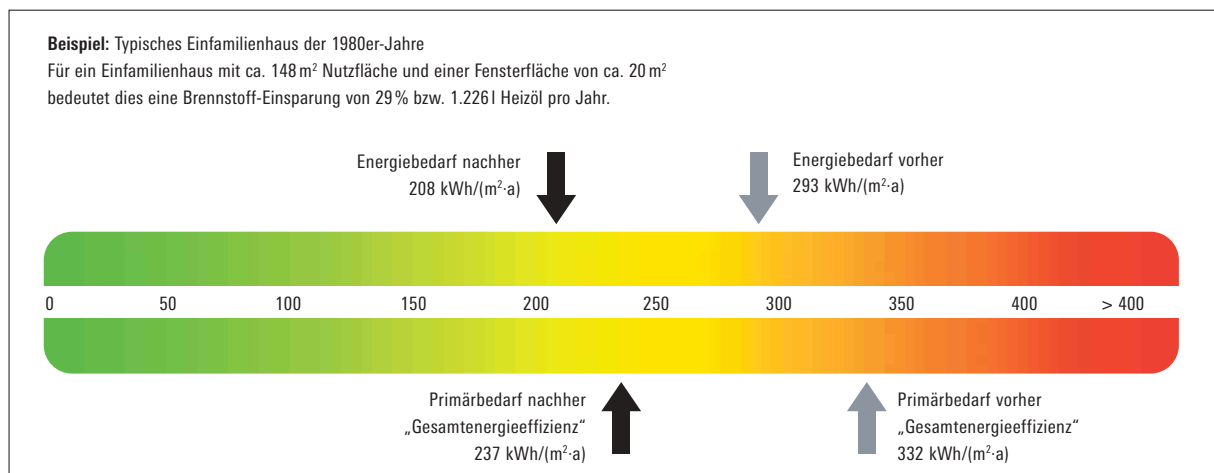 Beispiel: Typisches Einfamilienhaus der 1980er-Jahre
Für ein Einfamilienhaus mit ca. 148 m² Nutzfläche und einer Fensterfläche von ca. 20 m²
bedeutet dies eine Brennstoff-Einsparung von 29 % bzw. 1.226 l Heizöl pro Jahr.
Energiebedarf nachher
208 kWh/(m²·a)
Energiebedarf vorher
293 kWh/(m²·a)
0 50 100 150 200 250 300 350 400 > 400
Primärbedarf nachher
„Gesamtenergieeffizienz“
237 kWh/(m²·a)
Primärbedarf vorher
„Gesamtenergieeffizienz“
332 kWh/(m²·a)